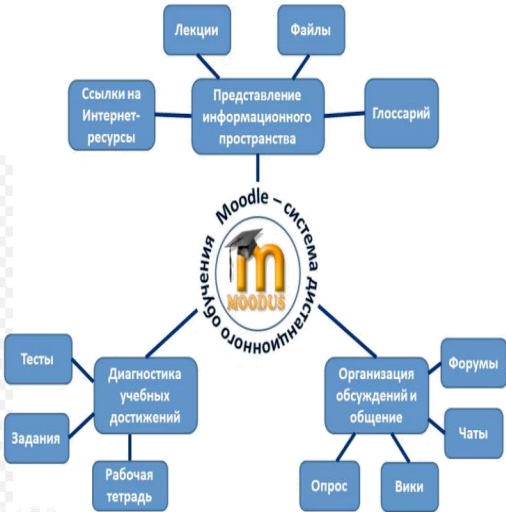 Лекции
Файлы
Ссылки на
Интернет-
ресурсы
Представление
информационного
пространства
Глоссарий
Moodle – система дистанционного обучения
m
MOODUS
Тесты
Диагностика
учебных
достижений
Задания
Рабочая
тетрадь
Организация
обсуждений и
общение
Форумы
Чаты
Опрос
Вики